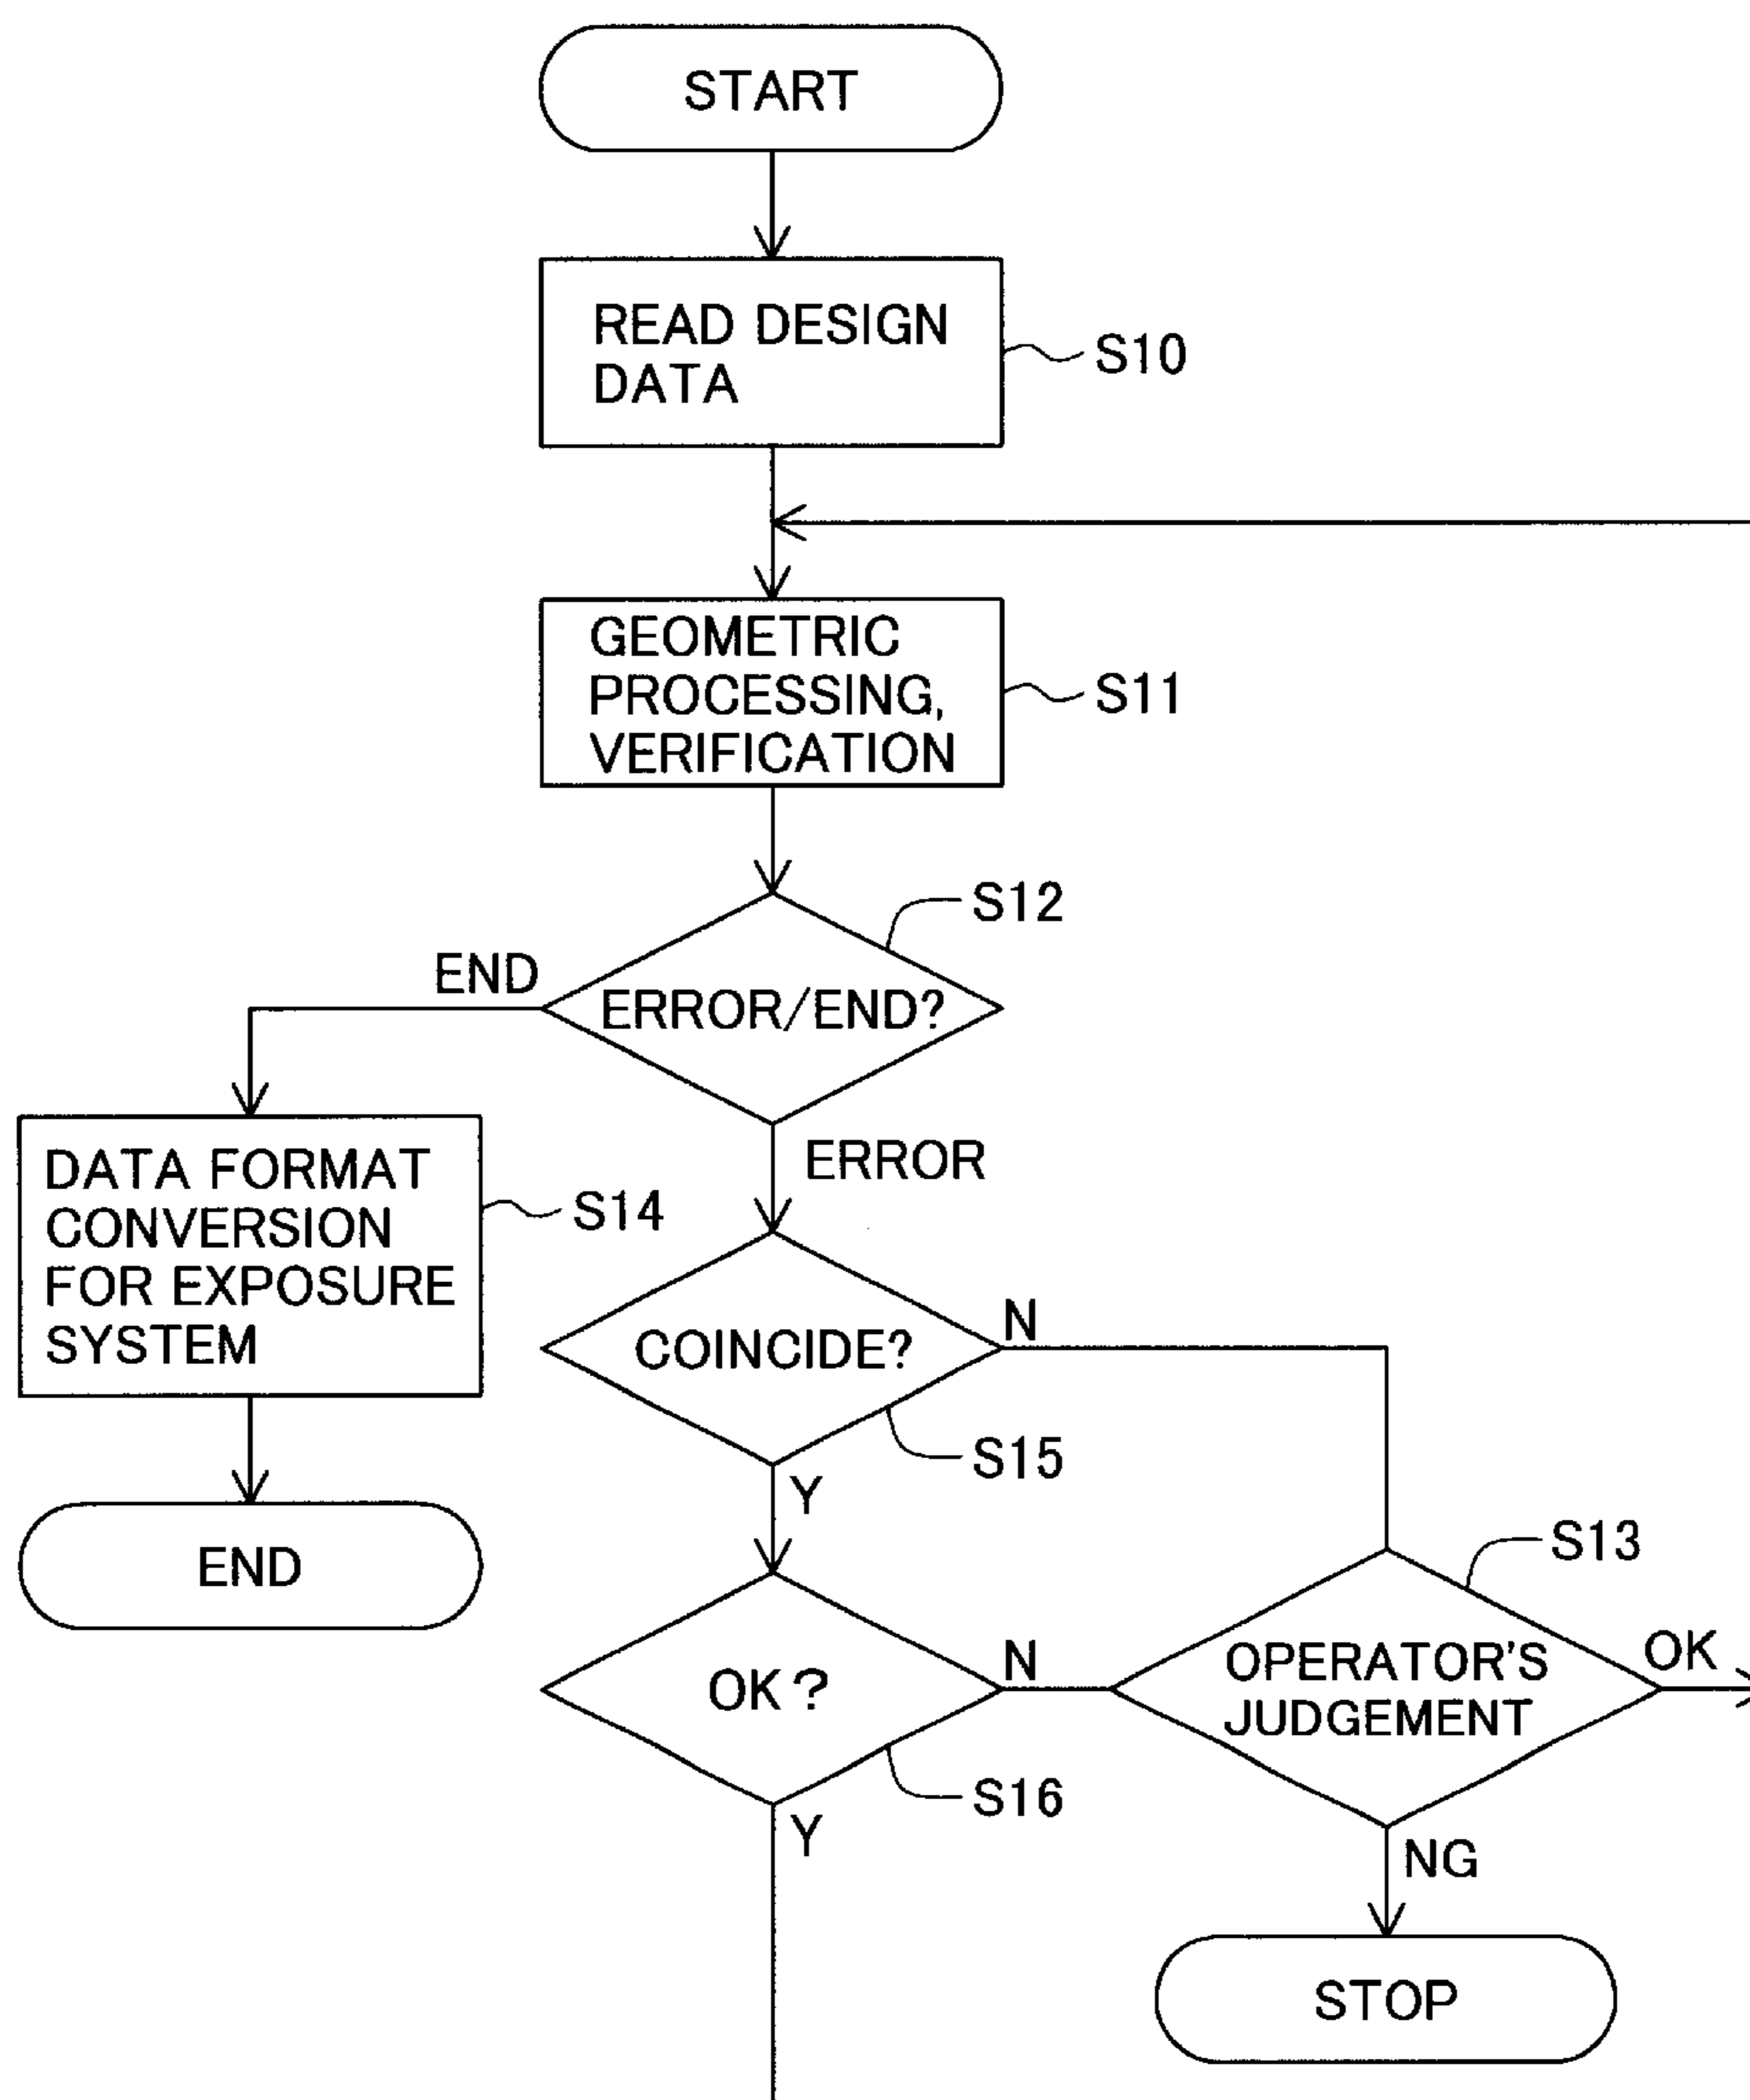 START
READ DESIGN
DATA
S10
GEOMETRIC
PROCESSING,
VERIFICATION
S11
S12
END
ERROR/END?
ERROR
DATA FORMAT
CONVERSION
FOR EXPOSURE
SYSTEM
S14
COINCIDE?
N
S15
Y
END
S13
OK?
N
OPERATOR'S
JUDGEMENT
OK
S16
Y
NG
STOP